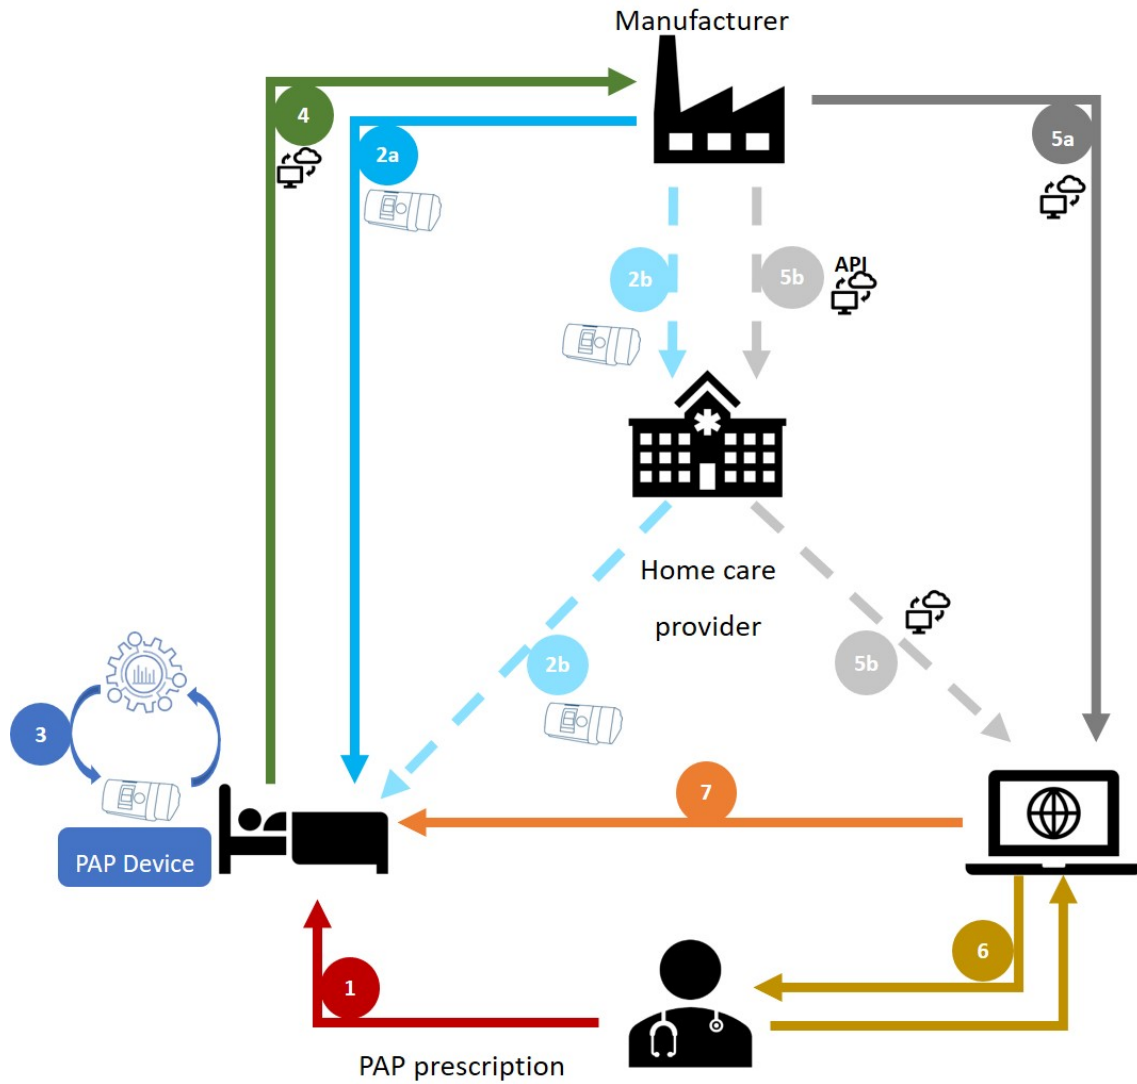 Manufacturer
4
2a
5a
2b
5b
API
Home care
provider
2b
5b
3
7
PAP Device
6
1
PAP prescription